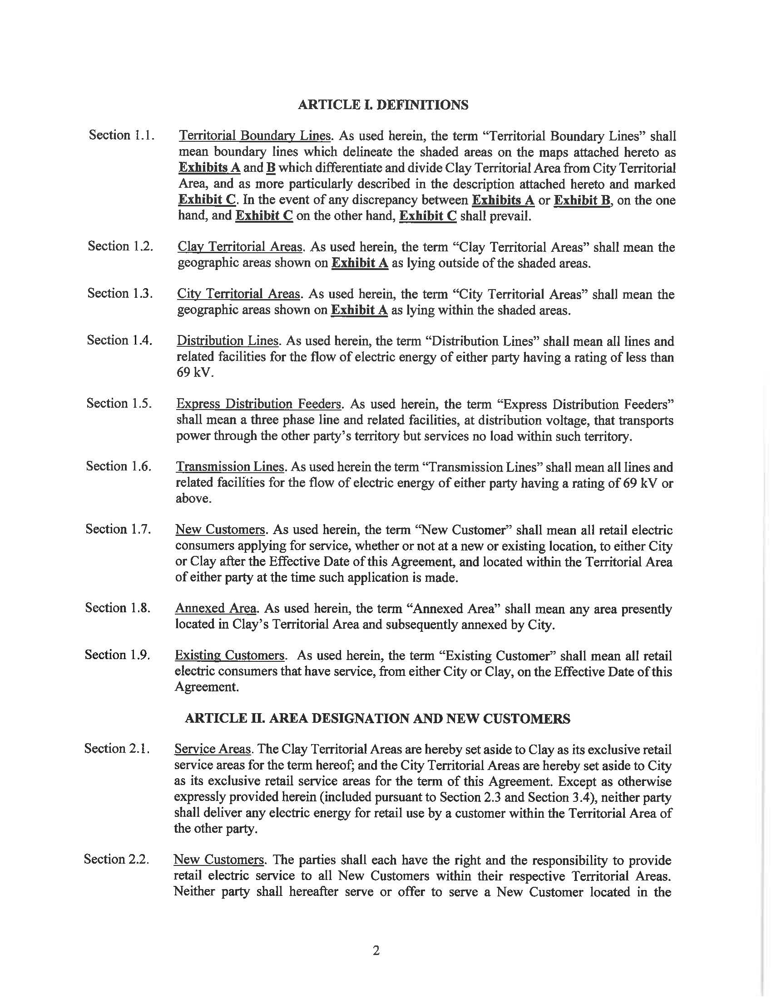 ARTICLE I. DEFINITIONS
Section 1.1. Territorial Boundary Lines. As used herein, the term “Territorial Boundary Lines” shall
mean boundary lines which delineate the shaded areas on the maps attached hereto as
Exhibits A and B which differentiate and divide Clay Territorial Area from City Territorial
Area, and as more particularly described in the description attached hereto and marked
Exhibit C. In the event of any discrepancy between Exhibits A or Exhibit B, on the one
hand, and Exhibit C on the other hand, Exhibit C shall prevail.
Section 1.2. Clay Territorial Areas. As used herein, the term “Clay Territorial Areas” shall mean the
geographic areas shown on Exhibit A as lying outside of the shaded areas.
Section 1.3. City Territorial Areas. As used herein, the term “City Territorial Areas” shall mean the
geographic areas shown on Exhibit A as lying within the shaded areas.
Section 1.4. Distribution Lines. As used herein, the term “Distribution Lines” shall mean all lines and
related facilities for the flow of electric energy of either party having a rating of less than
69 kV.
Section 1.5. Express Distribution Feeders. As used herein, the term “Express Distribution Feeders”
shall mean a three phase line and related facilities, at distribution voltage, that transports
power through the other party’s territory but services no load within such territory.
Section 1.6. Transmission Lines. As used herein the term “Transmission Lines” shall mean all lines and
related facilities for the flow of electric energy of either party having a rating of 69 kV or
above.
Section 1.7. New Customers. As used herein, the term “New Customer” shall mean all retail electric
consumers applying for service, whether or not at a new or existing location, to either City
or Clay after the Effective Date of this Agreement, and located within the Territorial Area
of either party at the time such application is made.
Section 1.8. Annexed Area. As used herein, the term “Annexed Area” shall mean any area presently
located in Clay’s Territorial Area and subsequently annexed by City.
Section 1.9. Existing Customers. As used herein, the term “Existing Customer” shall mean all retail
electric consumers that have service, from either City or Clay, on the Effective Date of this
Agreement.
ARTICLE II. AREA DESIGNATION AND NEW CUSTOMERS
Section 2.1. Service Areas. The Clay Territorial Areas are hereby set aside to Clay as its exclusive retail
service areas for the term hereof; and the City Territorial Areas are hereby set aside to City
as its exclusive retail service areas for the term of this Agreement. Except as otherwise
expressly provided herein (included pursuant to Section 2.3 and Section 3.4), neither party
shall deliver any electric energy for retail use by a customer within the Territorial Area of
the other party.
Section 2.2. New Customers. The parties shall each have the right and the responsibility to provide
retail electric service to all New Customers within their respective Territorial Areas.
Neither party shall hereafter serve or offer to serve a New Customer located in the
2